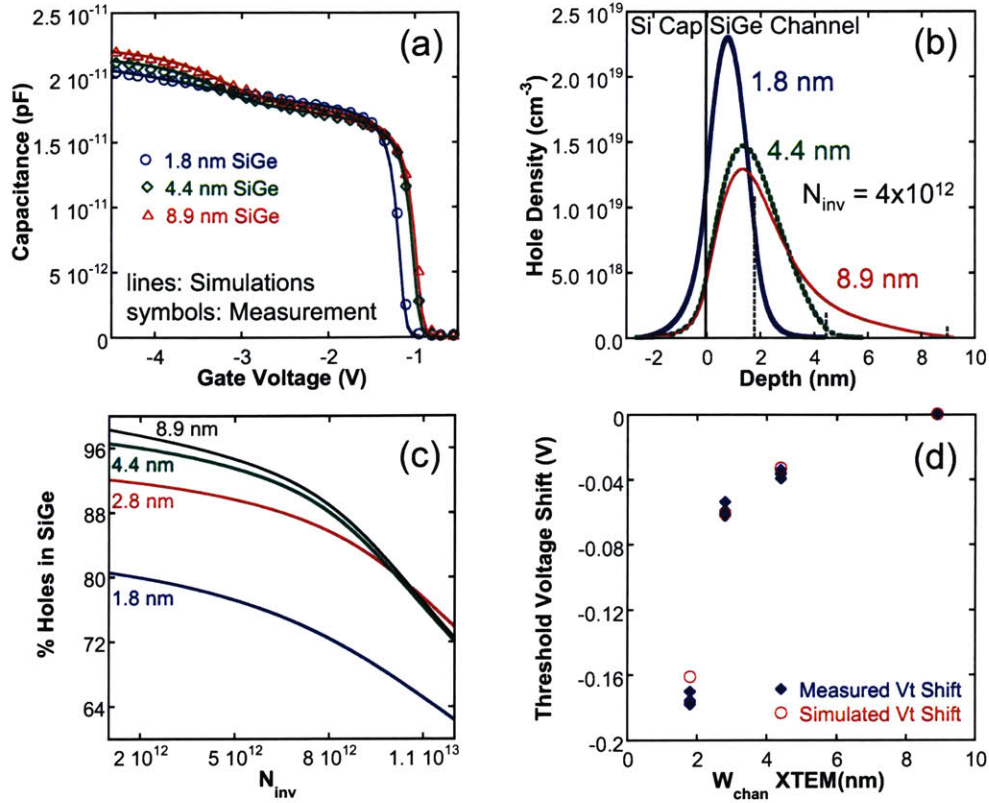 (a)
2.5 10⁻¹¹
2.0 10⁻¹¹
1.5 10⁻¹¹
1.0 10⁻¹¹
5.0 10⁻¹²
0
Capacitance (pF)
1.8 nm SiGe
4.4 nm SiGe
8.9 nm SiGe
lines: Simulations
symbols: Measurement
-4 -3 -2 -1
Gate Voltage (V)
(b)
Si Cap SiGe Channel
2.5 10¹⁹
2.0 10¹⁹
1.5 10¹⁹
1.0 10¹⁹
5.0 10¹⁸
0.0
Hole Density (cm⁻³)
1.8 nm
4.4 nm
N_inv = 4x10¹²
8.9 nm
-2 0 2 4 6 8 10
Depth (nm)
(c)
96
88
80
72
64
% Holes in SiGe
8.9 nm
4.4 nm
2.8 nm
1.8 nm
2 10¹² 5 10¹² 8 10¹² 1.1 10¹³
N_inv
(d)
0
-0.04
-0.08
-0.12
-0.16
-0.2
Threshold Voltage Shift (V)
Measured Vt Shift
Simulated Vt Shift
0 2 4 6 8 10
W_chan XTEM(nm)